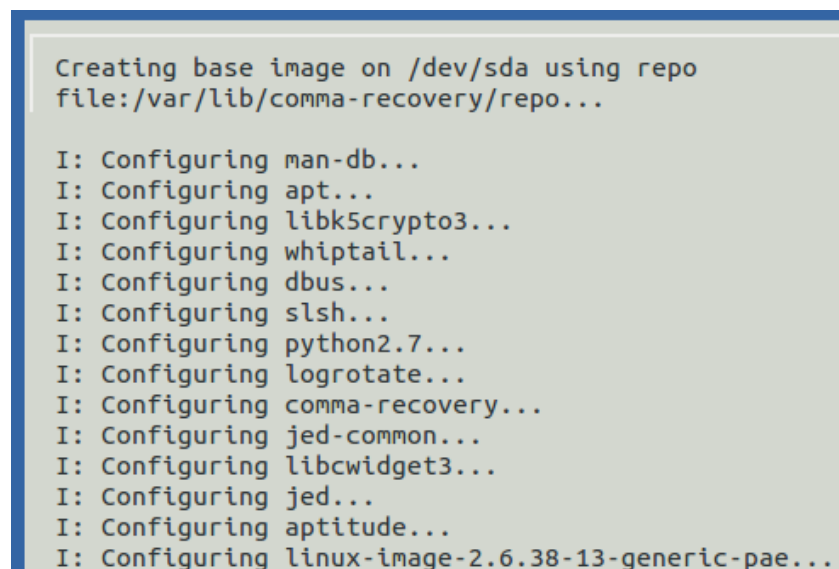 Creating base image on /dev/sda using repo
file:/var/lib/comma-recovery/repo...
I: Configuring man-db...
I: Configuring apt...
I: Configuring libk5crypto3...
I: Configuring whiptail...
I: Configuring dbus...
I: Configuring slsh...
I: Configuring python2.7...
I: Configuring logrotate...
I: Configuring comma-recovery...
I: Configuring jed-common...
I: Configuring libcwidget3...
I: Configuring jed...
I: Configuring aptitude...
I: Configuring linux-image-2.6.38-13-generic-pae...